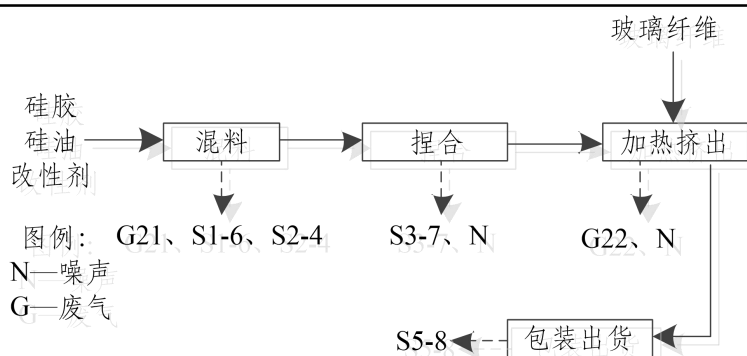 玻璃纤维
硅胶
硅油
改性剂
混料
捏合
加热挤出
G21、S1-6、S2-4
S3-7、N
G22、N
图例：
N—噪声
G—废气
包装出货
S5-8